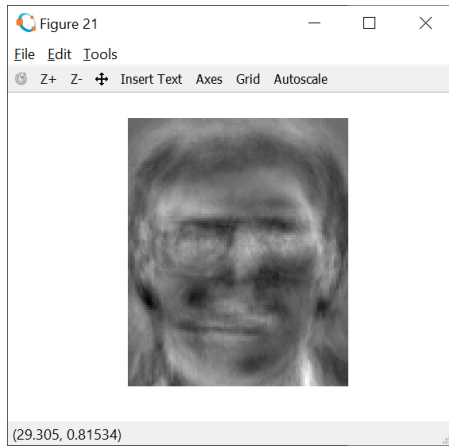 Figure 21
File Edit Tools
Z+ Z- Insert Text Axes Grid Autoscale
(29.305, 0.81534)